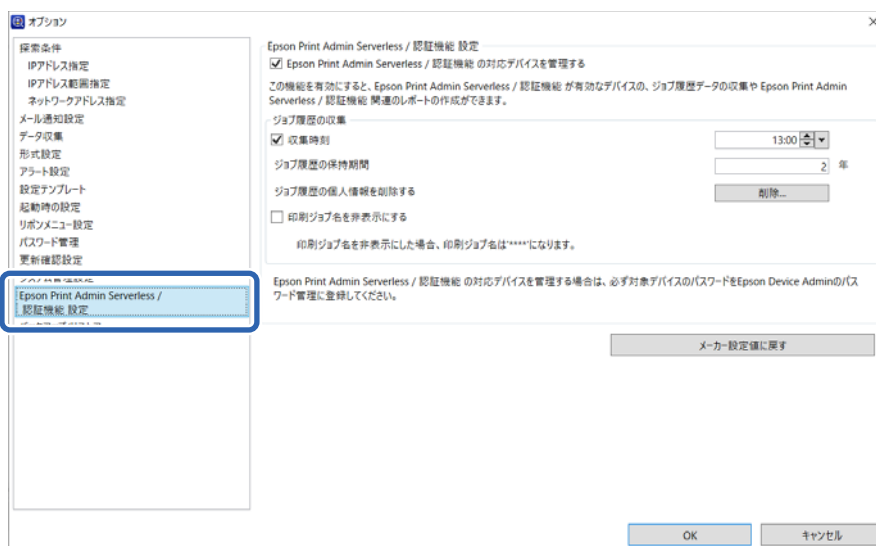 オプション
探索条件
IPアドレス指定
IPアドレス範囲指定
ネットワークアドレス指定
メール通知設定
データ収集
形式設定
アラート設定
設定テンプレート
起動時の設定
リボンメニュー設定
パスワード管理
更新確認設定
Epson Print Admin Serverless /
認証機能 設定
Epson Print Admin Serverless / 認証機能 設定
Epson Print Admin Serverless / 認証機能 の対応デバイスを管理する
この機能を有効にすると、Epson Print Admin Serverless / 認証機能 が有効なデバイスの、ジョブ履歴データの収集や Epson Print Admin
Serverless / 認証機能 関連のレポートの作成ができます。
ジョブ履歴の収集
収集時刻
13:00
ジョブ履歴の保持期間
2 年
ジョブ履歴の個人情報を削除する
削除...
印刷ジョブ名を非表示にする
印刷ジョブ名を非表示にした場合、印刷ジョブ名は'****'になります。
Epson Print Admin Serverless / 認証機能 の対応デバイスを管理する場合は、必ず対象デバイスのパスワードをEpson Device Adminのパス
ワード管理に登録してください。
メーカー設定値に戻す
OK
キャンセル